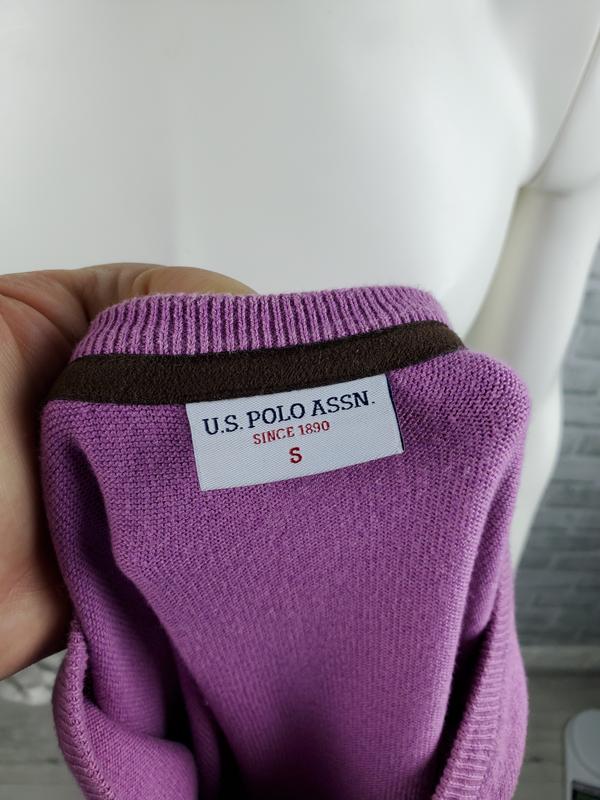 U.S. POLO ASSN.
SINCE 1890
S